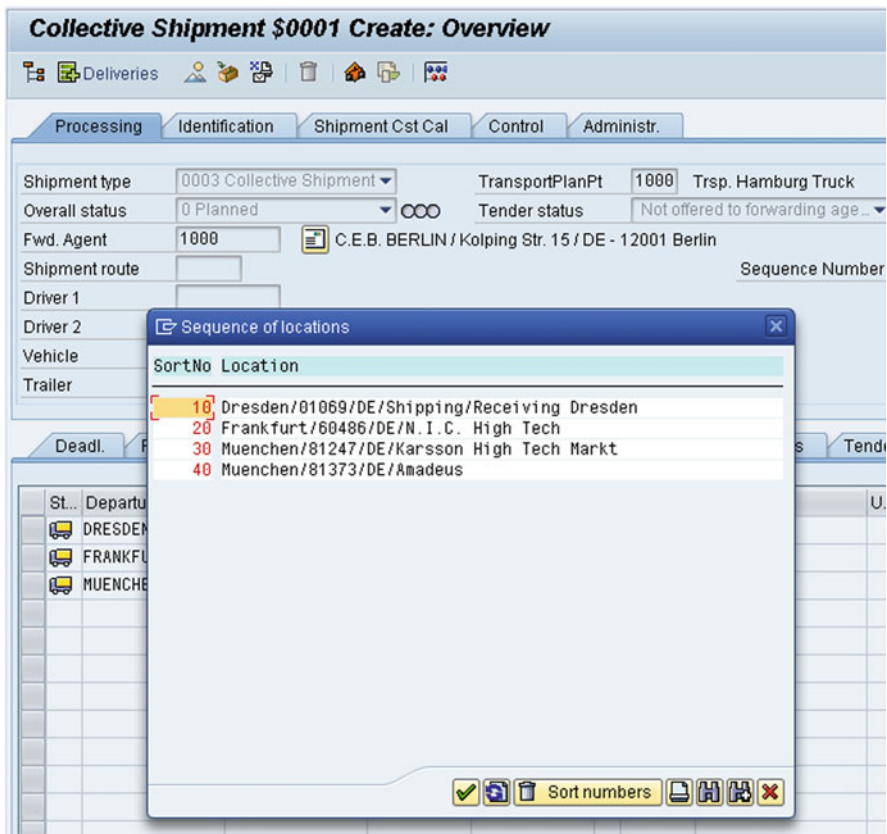 Collective Shipment $0001 Create: Overview
Deliveries
Processing Identification Shipment Cst Cal Control Administr.
Shipment type 0003 Collective Shipment TransportPlanPt 1000 Trsp. Hamburg Truck
Overall status 0 Planned Tender status Not offered to forwarding age...
Fwd. Agent 1000 C.E.B. BERLIN / Kolping Str. 15 / DE - 12001 Berlin
Shipment route Sequence Number
Driver 1
Driver 2
Vehicle
Trailer
Sequence of locations
SortNo Location
10 Dresden/01069/DE/Shipping/Receiving Dresden
20 Frankfurt/60486/DE/N.I.C. High Tech
30 Muenchen/81247/DE/Karsson High Tech Markt
40 Muenchen/81373/DE/Amadeus
Sort numbers
Deadl. F s Tende
St... Departu U.
DRESDEN
FRANKFU
MUENCHE